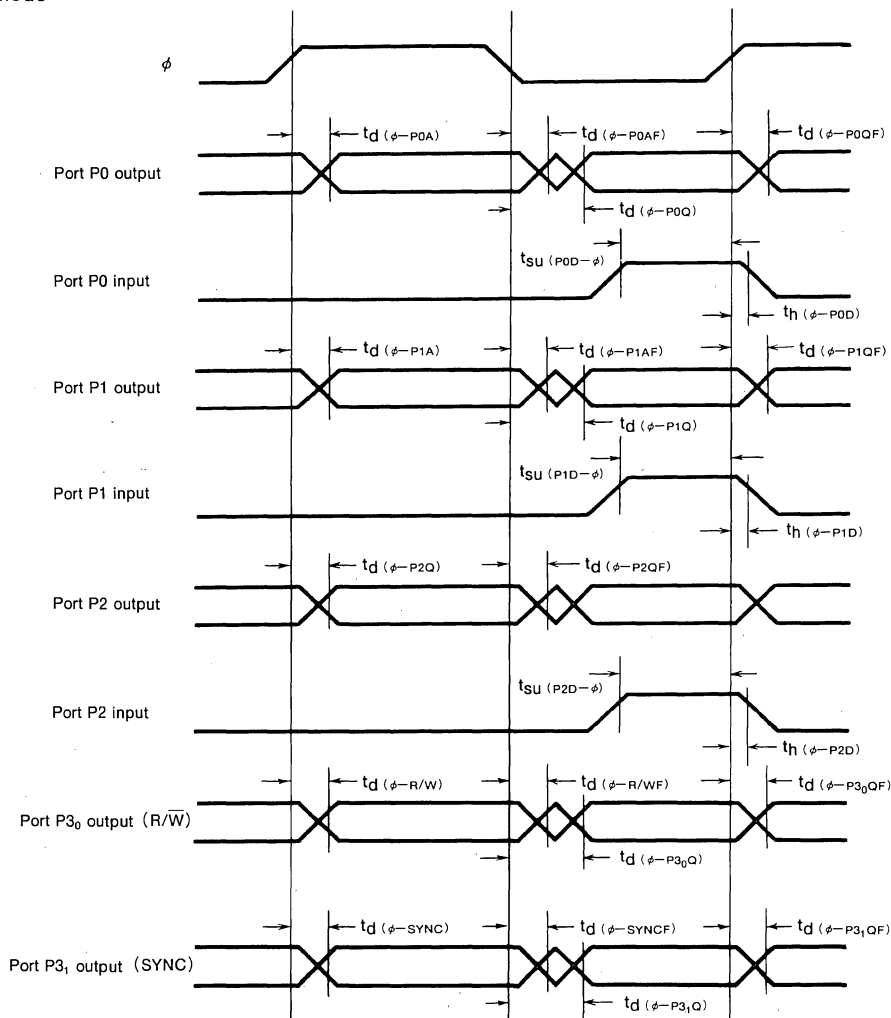 ϕ
td (ϕ−P0A) td (ϕ−P0AF) td (ϕ−P0QF)
Port P0 output
td (ϕ−P0Q)
tsu (P0D−ϕ)
Port P0 input
th (ϕ−P0D)
td (ϕ−P1A) td (ϕ−P1AF) td (ϕ−P1QF)
Port P1 output
td (ϕ−P1Q)
tsu (P1D−ϕ)
Port P1 input
th (ϕ−P1D)
td (ϕ−P2Q) td (ϕ−P2QF)
Port P2 output
tsu (P2D−ϕ)
Port P2 input
th (ϕ−P2D)
td (ϕ−R/W) td (ϕ−R/WF) td (ϕ−P3₀QF)
Port P3₀ output (R/W̅)
td (ϕ−P3₀Q)
td (ϕ−SYNC) td (ϕ−SYNCF) td (ϕ−P3₁QF)
Port P3₁ output (SYNC)
td (ϕ−P3₁Q)